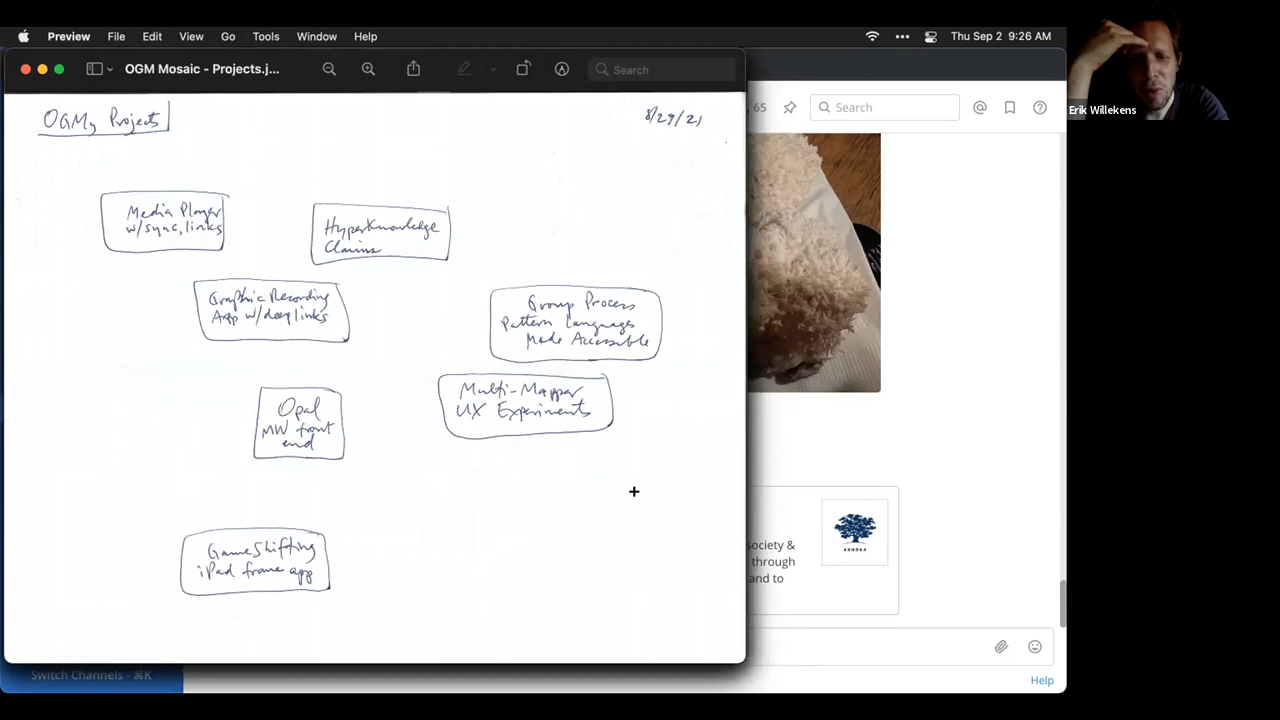 Preview File Edit View Go Tools Window Help
Thu Sep 2 9:26 AM
OGM Mosaic - Projects.j...
Search
65
Search
Erik Willekens
OGMy Projects
8/29/21
Media Player
w/sync, links
HyperKnowledge
Claims
Graphic Recording
App w/deep links
Group Process
Pattern Languages
Made Accessible
Multi-Mapper
UX Experiments
Opal
MW front
end
GameShifting
iPad frame app
society &
through
and to
ASHOKA
Switch Channels - ⌘K
Help